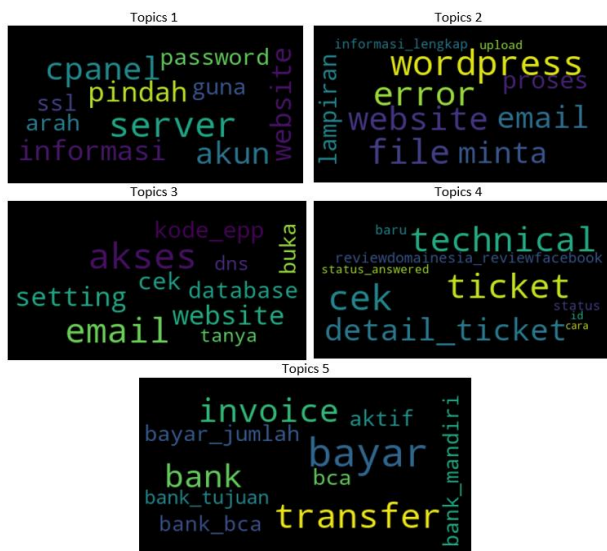 Topics 1
cpanel password
pindah guna
ssl
arah server
informasi akun
website
Topics 2
informasi_lengkap upload
wordpress
error proses
website email
file minta
lampiran
Topics 3
kode_epp
akses buka
cek dns
setting database
email website
tanya
Topics 4
baru technical
reviewdomainesia_reviewfacebook
status_answered ticket
cek status
id
detail_ticket cara
Topics 5
invoice aktif
bayar_jumlah bayar
bank bca
bank_tujuan
bank_bca transfer
bank_mandiri